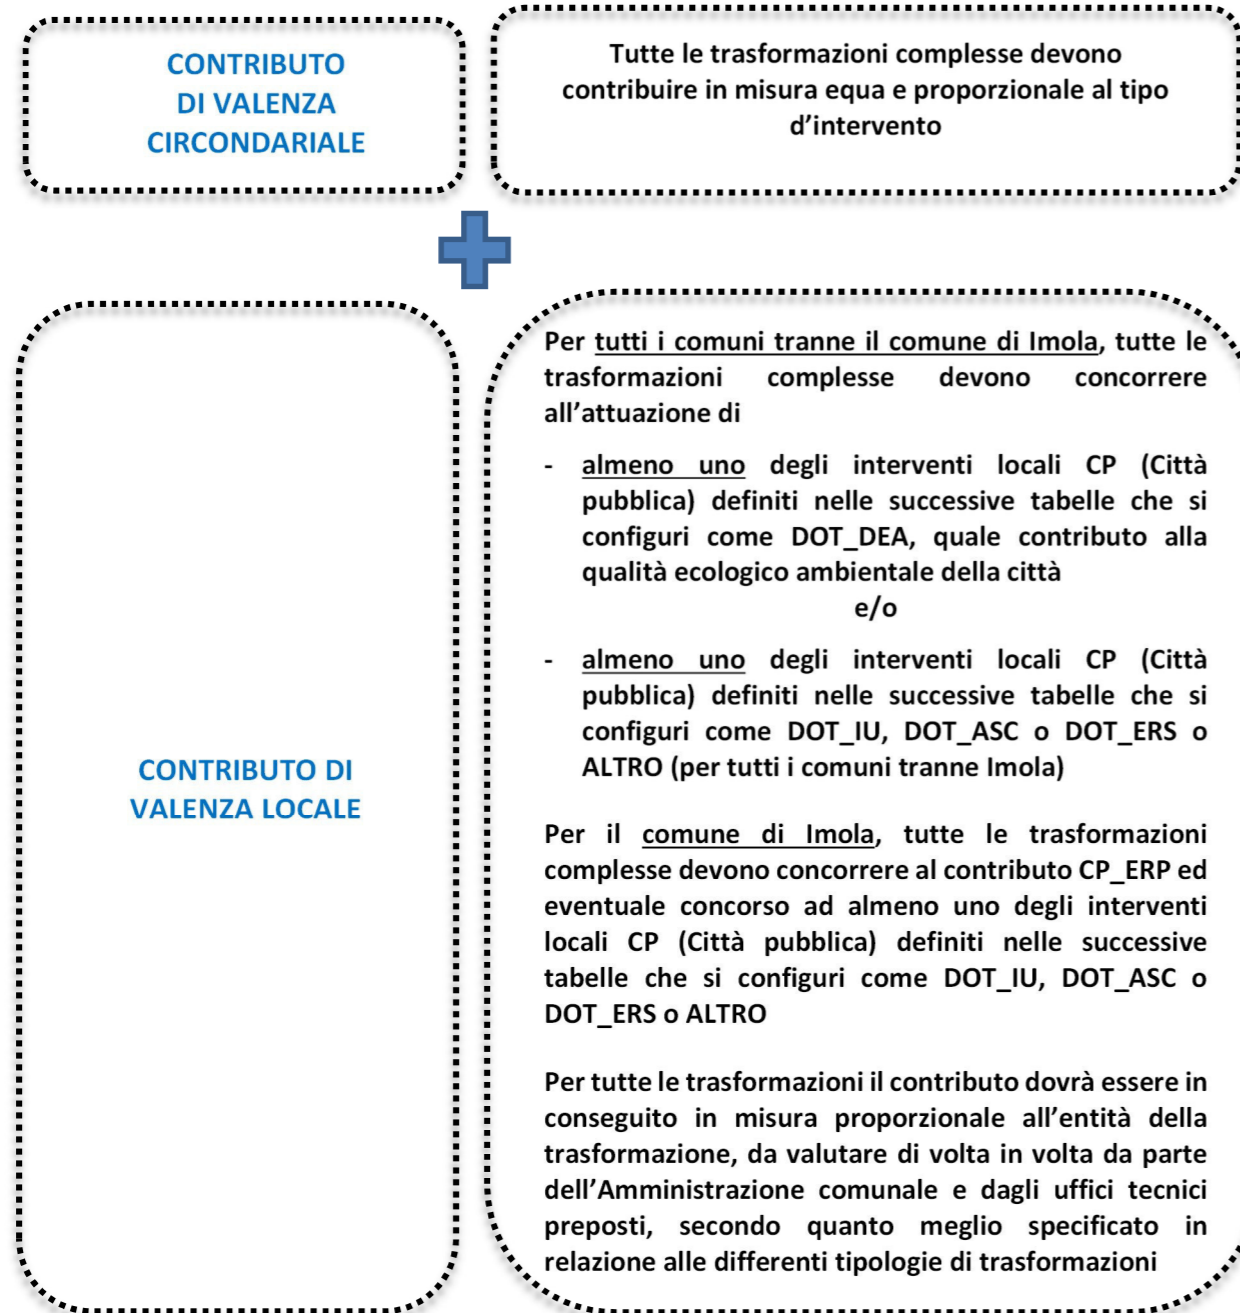 CONTRIBUTO
DI VALENZA
CIRCONDARIALE
Tutte le trasformazioni complesse devono
contribuire in misura equa e proporzionale al tipo
d’intervento
CONTRIBUTO DI
VALENZA LOCALE
Per tutti i comuni tranne il comune di Imola, tutte le
trasformazioni complesse devono concorrere
all’attuazione di
- almeno uno degli interventi locali CP (Città
pubblica) definiti nelle successive tabelle che si
configuri come DOT_DEA, quale contributo alla
qualità ecologico ambientale della città
e/o
- almeno uno degli interventi locali CP (Città
pubblica) definiti nelle successive tabelle che si
configuri come DOT_IU, DOT_ASC o DOT_ERS o
ALTRO (per tutti i comuni tranne Imola)
Per il comune di Imola, tutte le trasformazioni
complesse devono concorrere al contributo CP_ERP ed
eventuale concorso ad almeno uno degli interventi
locali CP (Città pubblica) definiti nelle successive
tabelle che si configuri come DOT_IU, DOT_ASC o
DOT_ERS o ALTRO
Per tutte le trasformazioni il contributo dovrà essere in
conseguito in misura proporzionale all’entità della
trasformazione, da valutare di volta in volta da parte
dell’Amministrazione comunale e dagli uffici tecnici
preposti, secondo quanto meglio specificato in
relazione alle differenti tipologie di trasformazioni